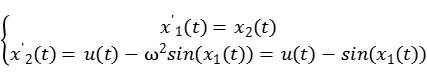 x'₁(t) = x₂(t)
x'₂(t) = u(t) − ω²sin(x₁(t)) = u(t) − sin(x₁(t))